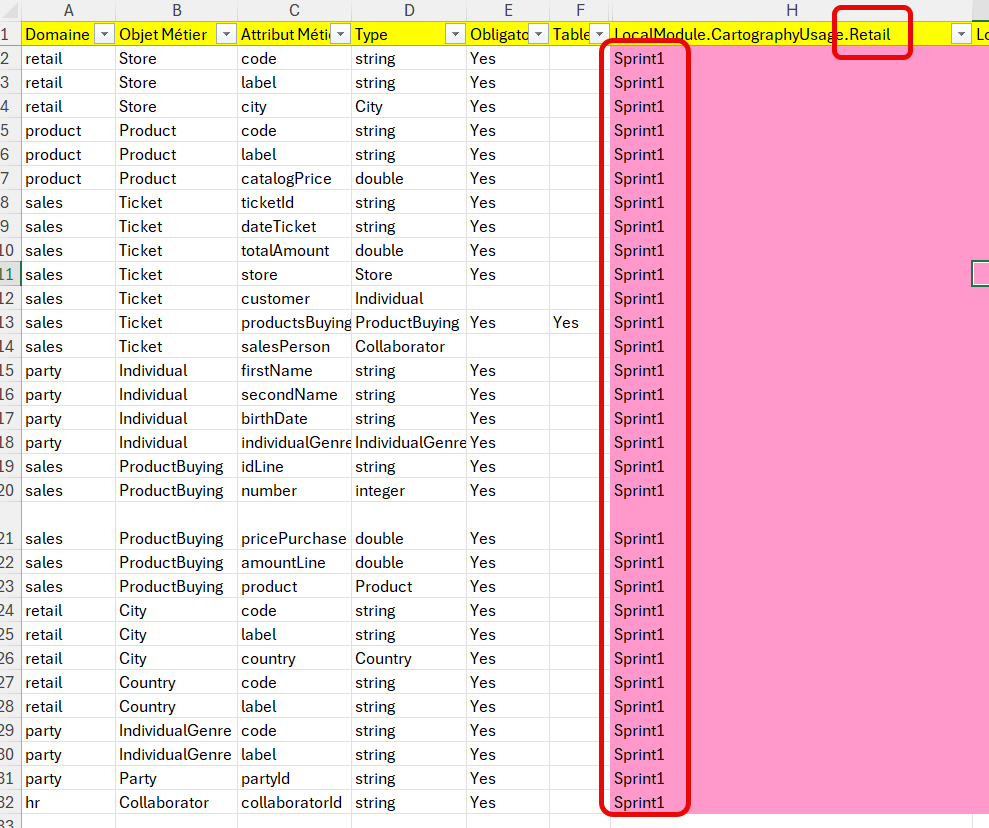 A B C D E F H
1 Domaine Objet Métier Attribut Méti Type Obligato Table LocalModule.CartographyUsage.Retail Lo
2 retail Store code string Yes Sprint1
3 retail Store label string Yes Sprint1
4 retail Store city City Yes Sprint1
5 product Product code string Yes Sprint1
6 product Product label string Yes Sprint1
7 product Product catalogPrice double Yes Sprint1
8 sales Ticket ticketId string Yes Sprint1
9 sales Ticket dateTicket string Yes Sprint1
10 sales Ticket totalAmount double Yes Sprint1
11 sales Ticket store Store Yes Sprint1
12 sales Ticket customer Individual Sprint1
13 sales Ticket productsBuying ProductBuying Yes Yes Sprint1
14 sales Ticket salesPerson Collaborator Sprint1
15 party Individual firstName string Yes Sprint1
16 party Individual secondName string Yes Sprint1
17 party Individual birthDate string Yes Sprint1
18 party Individual individualGenre IndividualGenre Yes Sprint1
19 sales ProductBuying idLine string Yes Sprint1
20 sales ProductBuying number integer Yes Sprint1
21 sales ProductBuying pricePurchase double Yes Sprint1
22 sales ProductBuying amountLine double Yes Sprint1
23 sales ProductBuying product Product Yes Sprint1
24 retail City code string Yes Sprint1
25 retail City label string Yes Sprint1
26 retail City country Country Yes Sprint1
27 retail Country code string Yes Sprint1
28 retail Country label string Yes Sprint1
29 party IndividualGenre code string Yes Sprint1
30 party IndividualGenre label string Yes Sprint1
31 party Party partyId string Yes Sprint1
32 hr Collaborator collaboratorId string Yes Sprint1